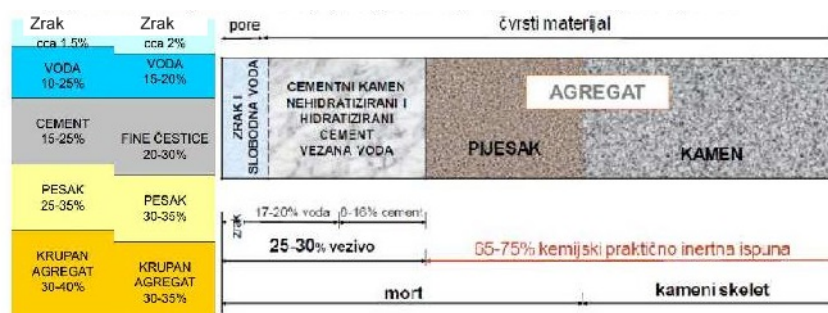 Zrak
cca 1.5%
VODA
10-25%
CEMENT
15-25%
PESAK
25-35%
KRUPAN
AGREGAT
30-40%
Zrak
cca 2%
VODA
15-20%
FINE ČESTICE
20-30%
PESAK
30-35%
KRUPAN
AGREGAT
30-35%
pore
čvrsti materijal
ZRAK I
SLOBODNA VODA
CEMENTNI KAMEN
NEHIDRATIZIRANI I
HIDRATIZIRANI
CEMENT
VEZANA VODA
AGREGAT
PIJESAK
KAMEN
zrak
17-20% voda
25-30% vezivo
65-75% kemijski praktično inertna ispuna
mort
kameni skelet